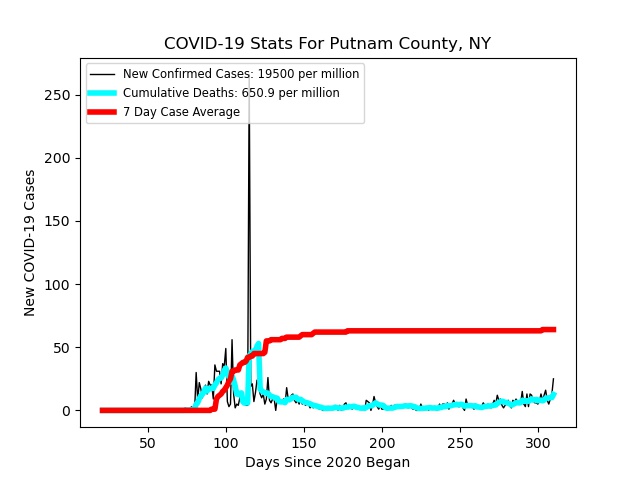 COVID-19 Stats For Putnam County, NY
New Confirmed Cases: 19500 per million
Cumulative Deaths: 650.9 per million
7 Day Case Average
New COVID-19 Cases
250
200
150
100
50
0
50 100 150 200 250 300
Days Since 2020 Began